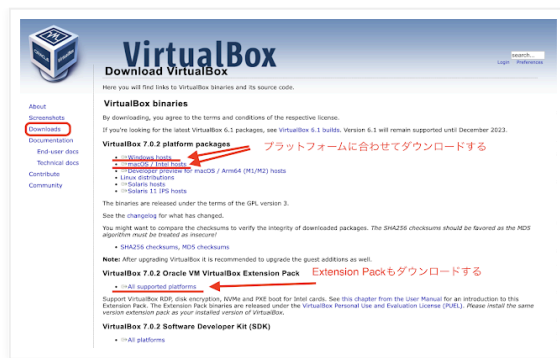 VirtualBox
search...
Login Preferences
Download VirtualBox
Here you will find links to VirtualBox binaries and its source code.
VirtualBox binaries
By downloading, you agree to the terms and conditions of the respective license.
If you're looking for the latest VirtualBox 6.1 packages, see VirtualBox 6.1 builds. Version 6.1 will remain supported until December 2023.
VirtualBox 7.0.2 platform packages
Windows hosts
macOS / Intel hosts
Developer preview for macOS / Arm64 (M1/M2) hosts
Linux distributions
Solaris hosts
Solaris 11 IPS hosts
プラットフォームに合わせてダウンロードする
The binaries are released under the terms of the GPL version 3.
See the changelog for what has changed.
You might want to compare the checksums to verify the integrity of downloaded packages. The SHA256 checksums should be favored as the MD5
algorithm must be treated as insecure!
SHA256 checksums, MD5 checksums
Note: After upgrading VirtualBox it is recommended to upgrade the guest additions as well.
VirtualBox 7.0.2 Oracle VM VirtualBox Extension Pack
All supported platforms
Extension Packもダウンロードする
Support VirtualBox RDP, disk encryption, NVMe and PXE boot for Intel cards. See this chapter from the User Manual for an introduction to this
Extension Pack. The Extension Pack binaries are released under the VirtualBox Personal Use and Evaluation License (PUEL). Please install the same
version extension pack as your installed version of VirtualBox.
VirtualBox 7.0.2 Software Developer Kit (SDK)
All platforms
About
Screenshots
Downloads
Documentation
End-user docs
Technical docs
Contribute
Community